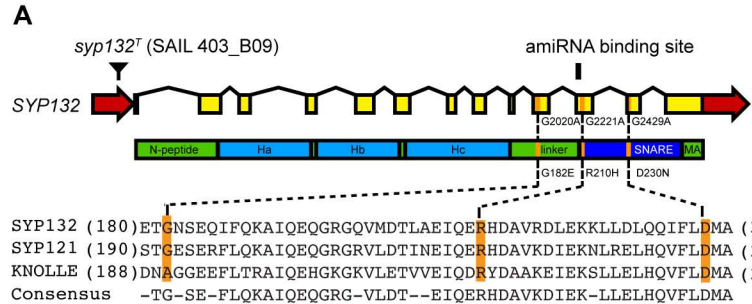 A
syp132ᵀ (SAIL 403_B09)
amiRNA binding site
SYP132
G2020A G2221A G2429A
N-peptide Ha Hb Hc linker SNARE MA
G182E R210H D230N
SYP132 (180) ETGNSEQIFQKAIQEQGRGQVMDTLAEIQERHDAVRDLEKKLLDLQQIFLDMA
SYP121 (190) STGESERFLQKAIQEQGRGRVLDTINEIQERHDAVKDIEKNLRELHQVFLDMA
KNOLLE (188) DNAGGEEFLTRAIQEHGKGKVLETVVEIQDRYDAAKEIEKSLLELHQVFLDMA
Consensus -TG-SE-FLQKAIQEQGRG-VLDT--EIQERHDAVKDIEK-LLELHQVFLDMA